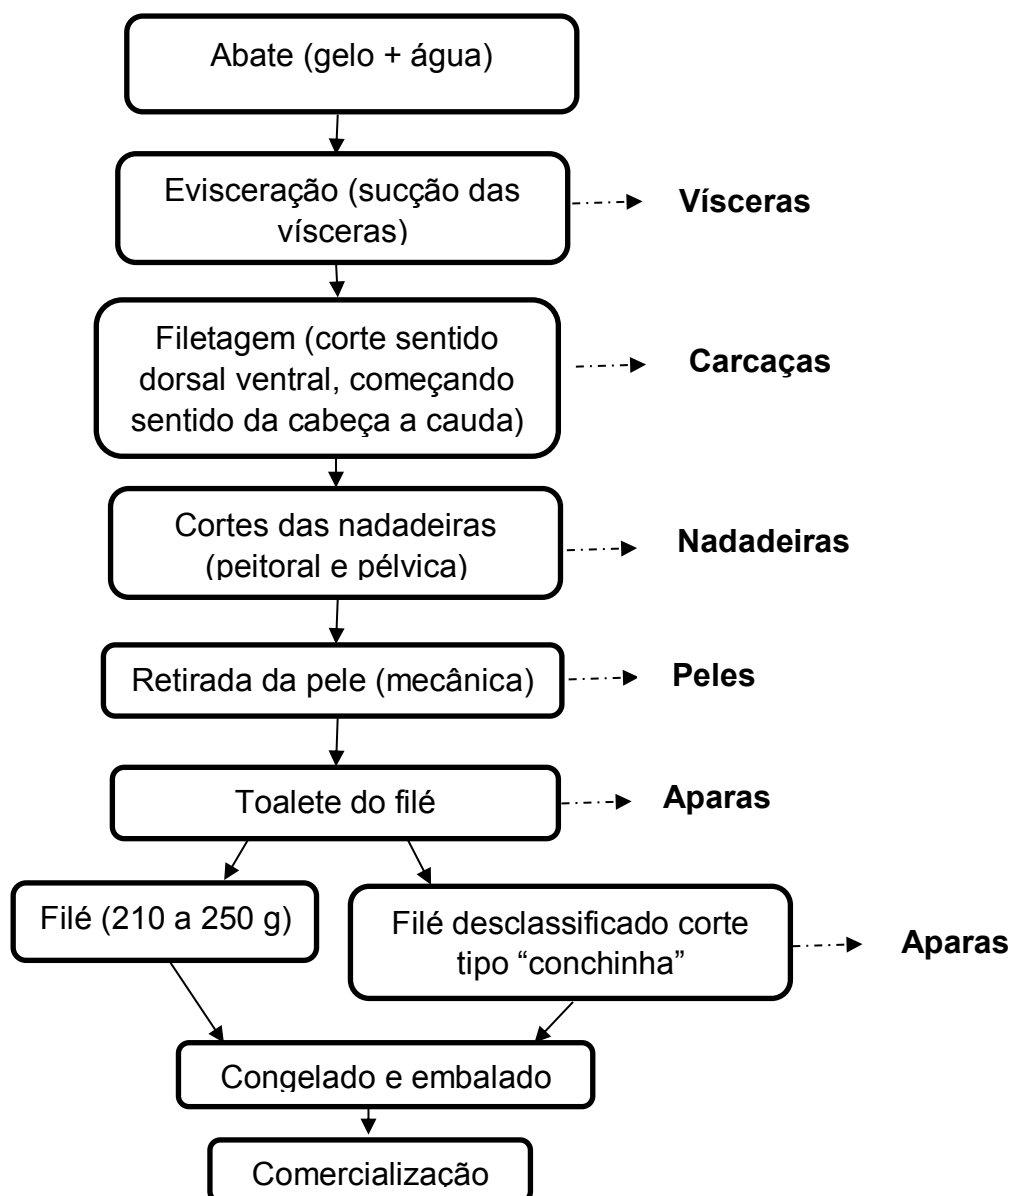 Abate (gelo + água)
Evisceração (sucção das
vísceras)
Vísceras
Filetagem (corte sentido
dorsal ventral, começando
sentido da cabeça a cauda)
Carcaças
Cortes das nadadeiras
(peitoral e pélvica)
Nadadeiras
Retirada da pele (mecânica)
Peles
Toalete do filé
Aparas
Filé (210 a 250 g)
Filé desclassificado corte
tipo “conchinha”
Aparas
Congelado e embalado
Comercialização